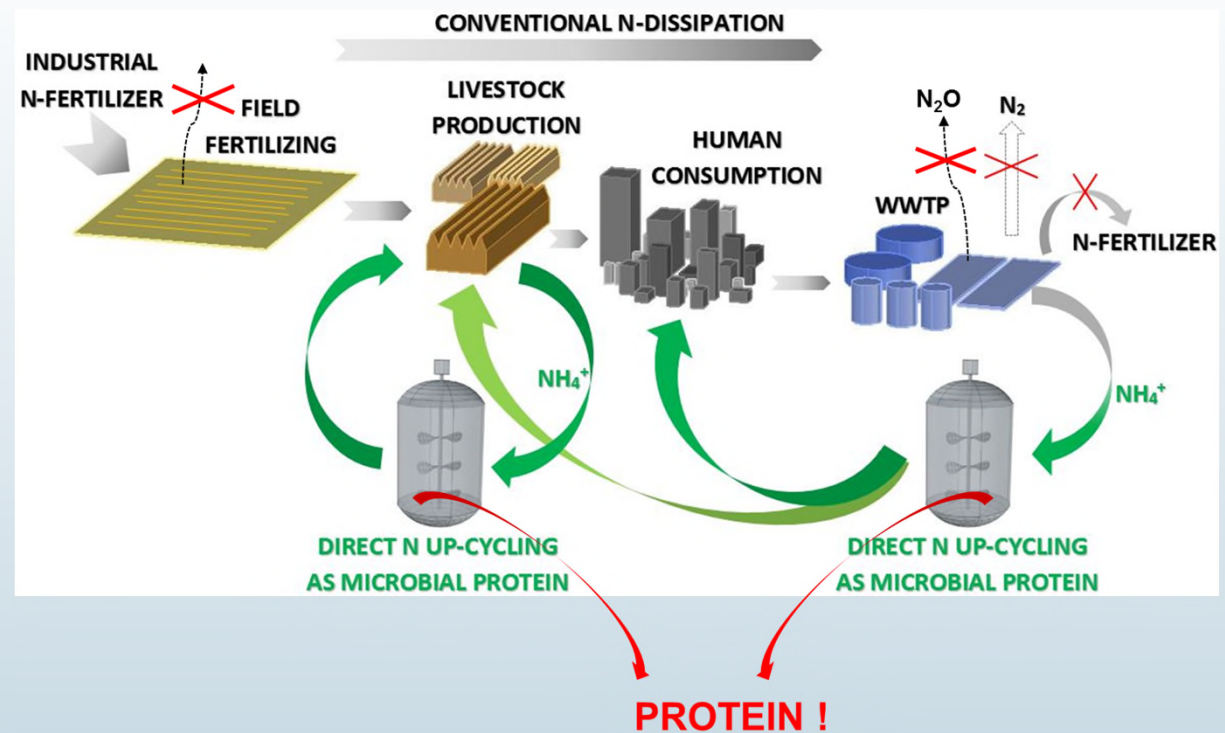 CONVENTIONAL N-DISSIPATION
INDUSTRIAL
N-FERTILIZER
FIELD
FERTILIZING
LIVESTOCK
PRODUCTION
HUMAN
CONSUMPTION
N₂O
N₂
WWTP
N-FERTILIZER
NH₄⁺
NH₄⁺
DIRECT N UP-CYCLING
AS MICROBIAL PROTEIN
DIRECT N UP-CYCLING
AS MICROBIAL PROTEIN
PROTEIN !